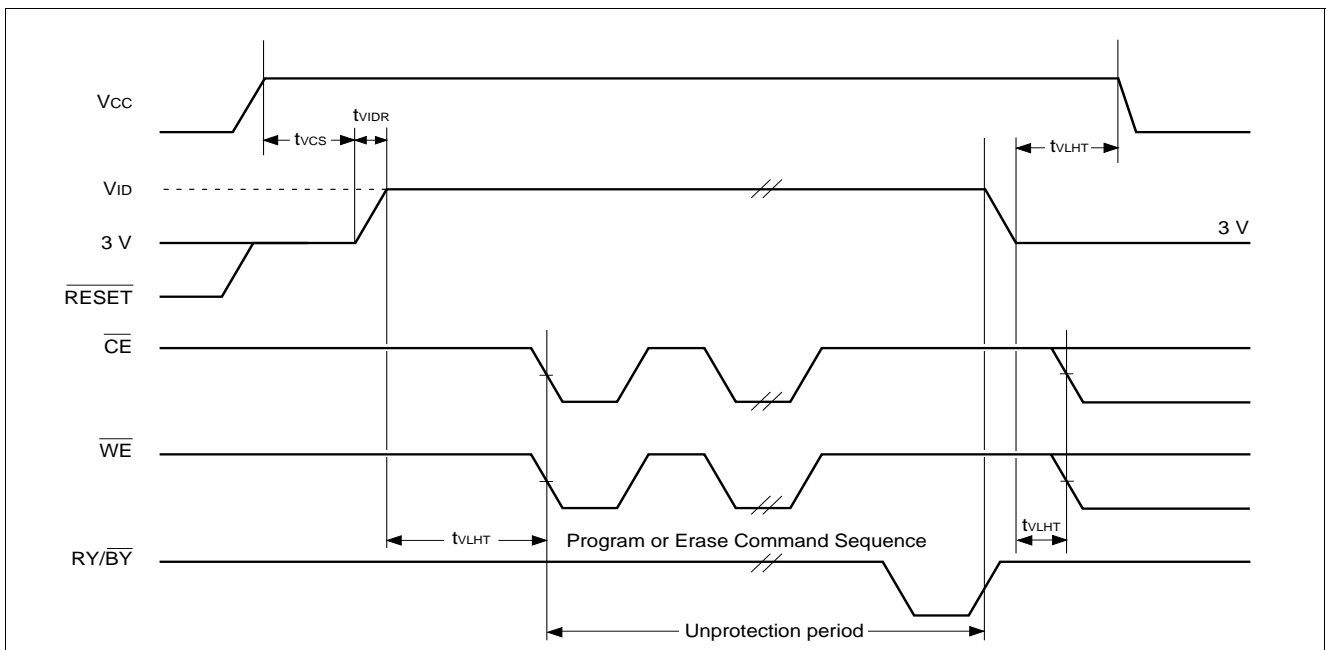 VCC
tVIDR
tVCS
tVLHT
VID
3 V
3 V
RESET
CE
WE
tVLHT
Program or Erase Command Sequence
tVLHT
RY/BY
Unprotection period